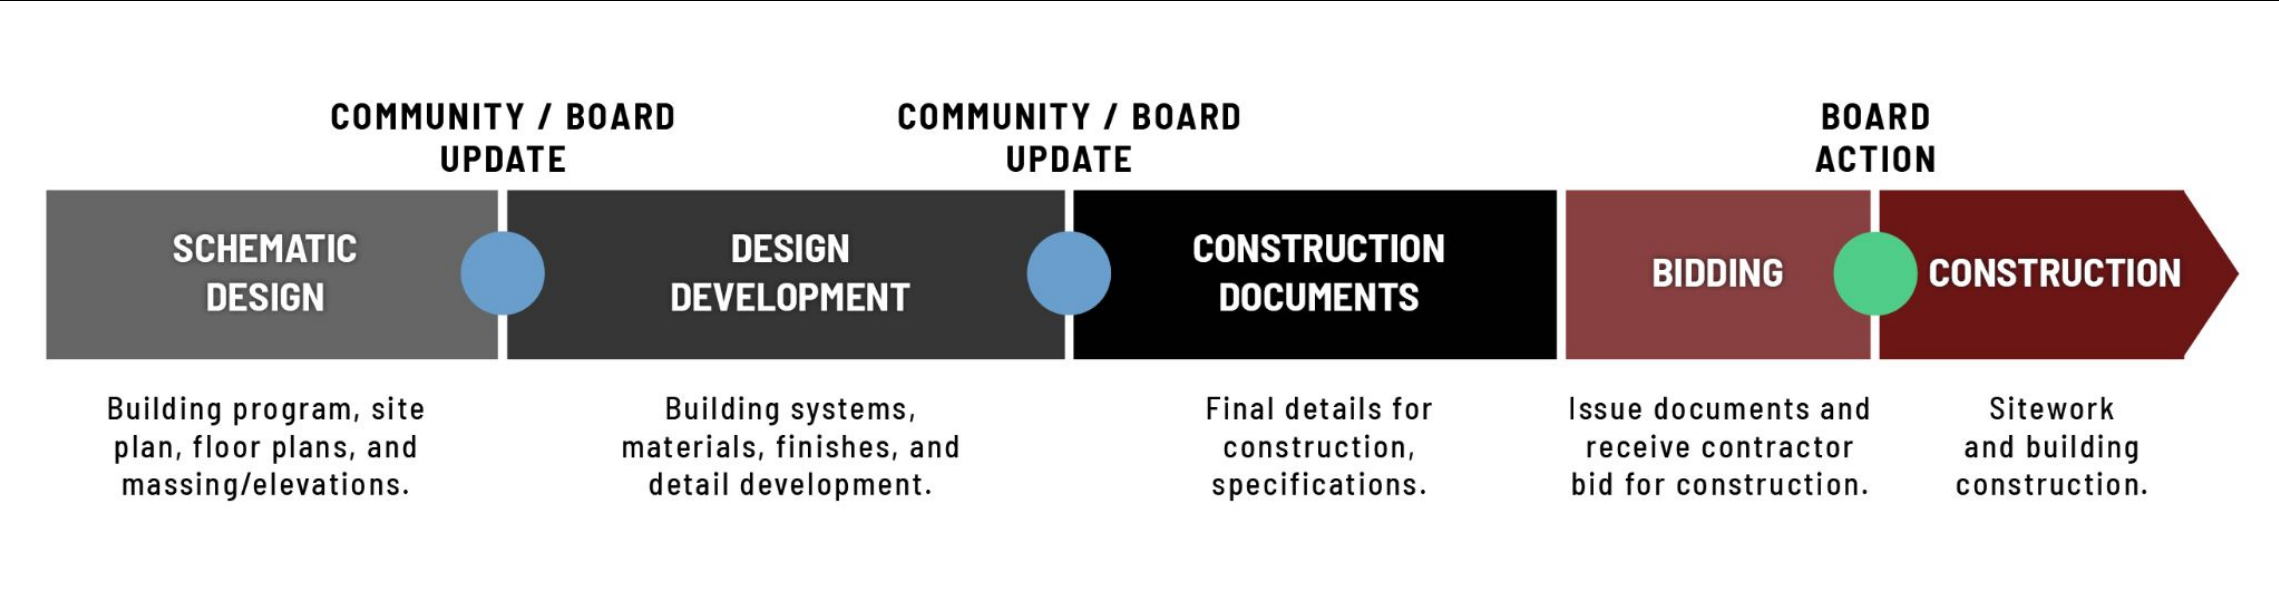 COMMUNITY / BOARD
UPDATE
COMMUNITY / BOARD
UPDATE
BOARD
ACTION
SCHEMATIC
DESIGN
DESIGN
DEVELOPMENT
CONSTRUCTION
DOCUMENTS
BIDDING
CONSTRUCTION
Building program, site
plan, floor plans, and
massing/elevations.
Building systems,
materials, finishes, and
detail development.
Final details for
construction,
specifications.
Issue documents and
receive contractor
bid for construction.
Sitework
and building
construction.